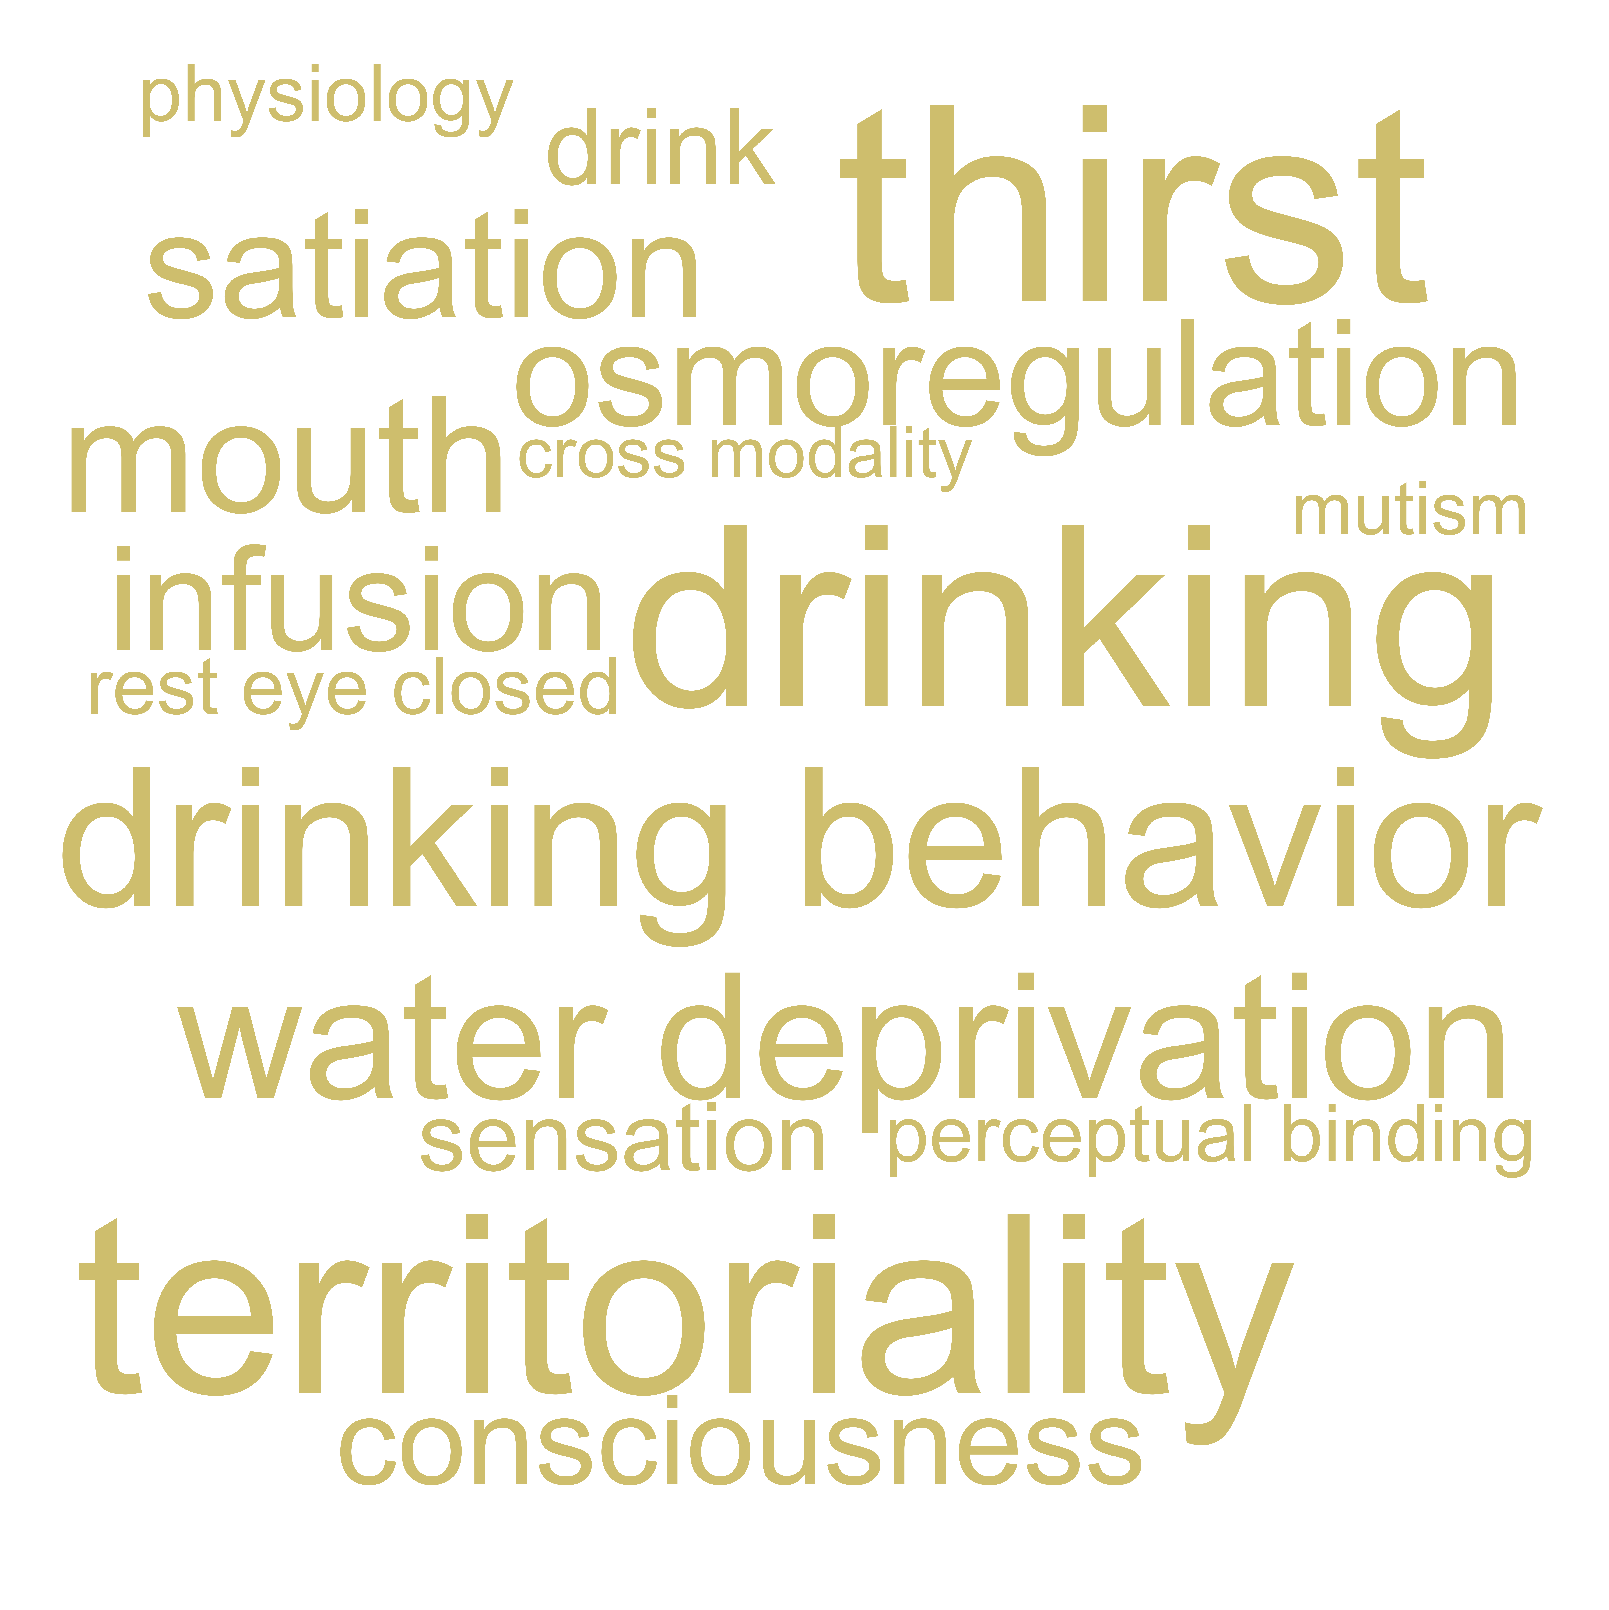 physiology
drink
thirst
satiation
osmoregulation
mouth
cross modality
mutism
infusion
drinking
rest eye closed
drinking behavior
water deprivation
sensation
perceptual binding
territoriality
consciousness